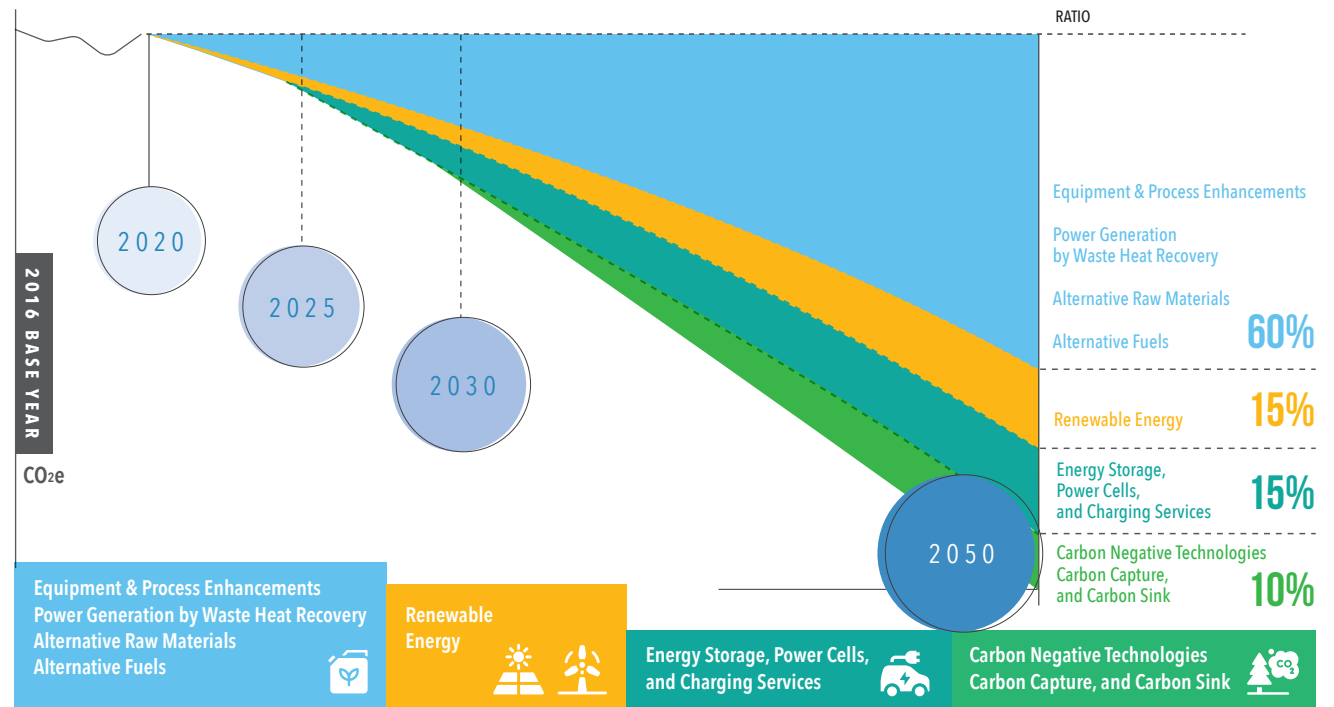 RATIO
2020
2025
2030
2050
2016 BASE YEAR
CO2e
Equipment & Process Enhancements
Power Generation
by Waste Heat Recovery
Alternative Raw Materials
Alternative Fuels
60%
Renewable Energy
15%
Energy Storage,
Power Cells,
and Charging Services
15%
Carbon Negative Technologies
Carbon Capture,
and Carbon Sink
10%
Equipment & Process Enhancements
Power Generation by Waste Heat Recovery
Alternative Raw Materials
Alternative Fuels
Renewable
Energy
Energy Storage, Power Cells,
and Charging Services
Carbon Negative Technologies
Carbon Capture, and Carbon Sink
CO2